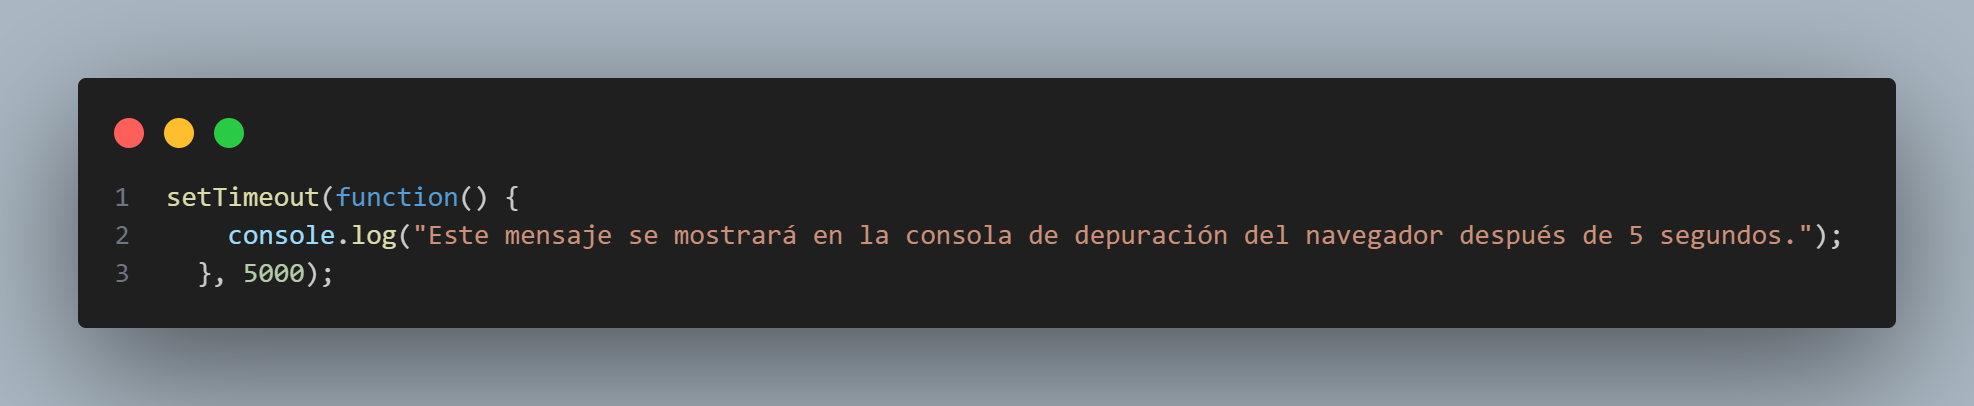 1 setTimeout(function() {
2 console.log("Este mensaje se mostrará en la consola de depuración del navegador después de 5 segundos.");
3 }, 5000);